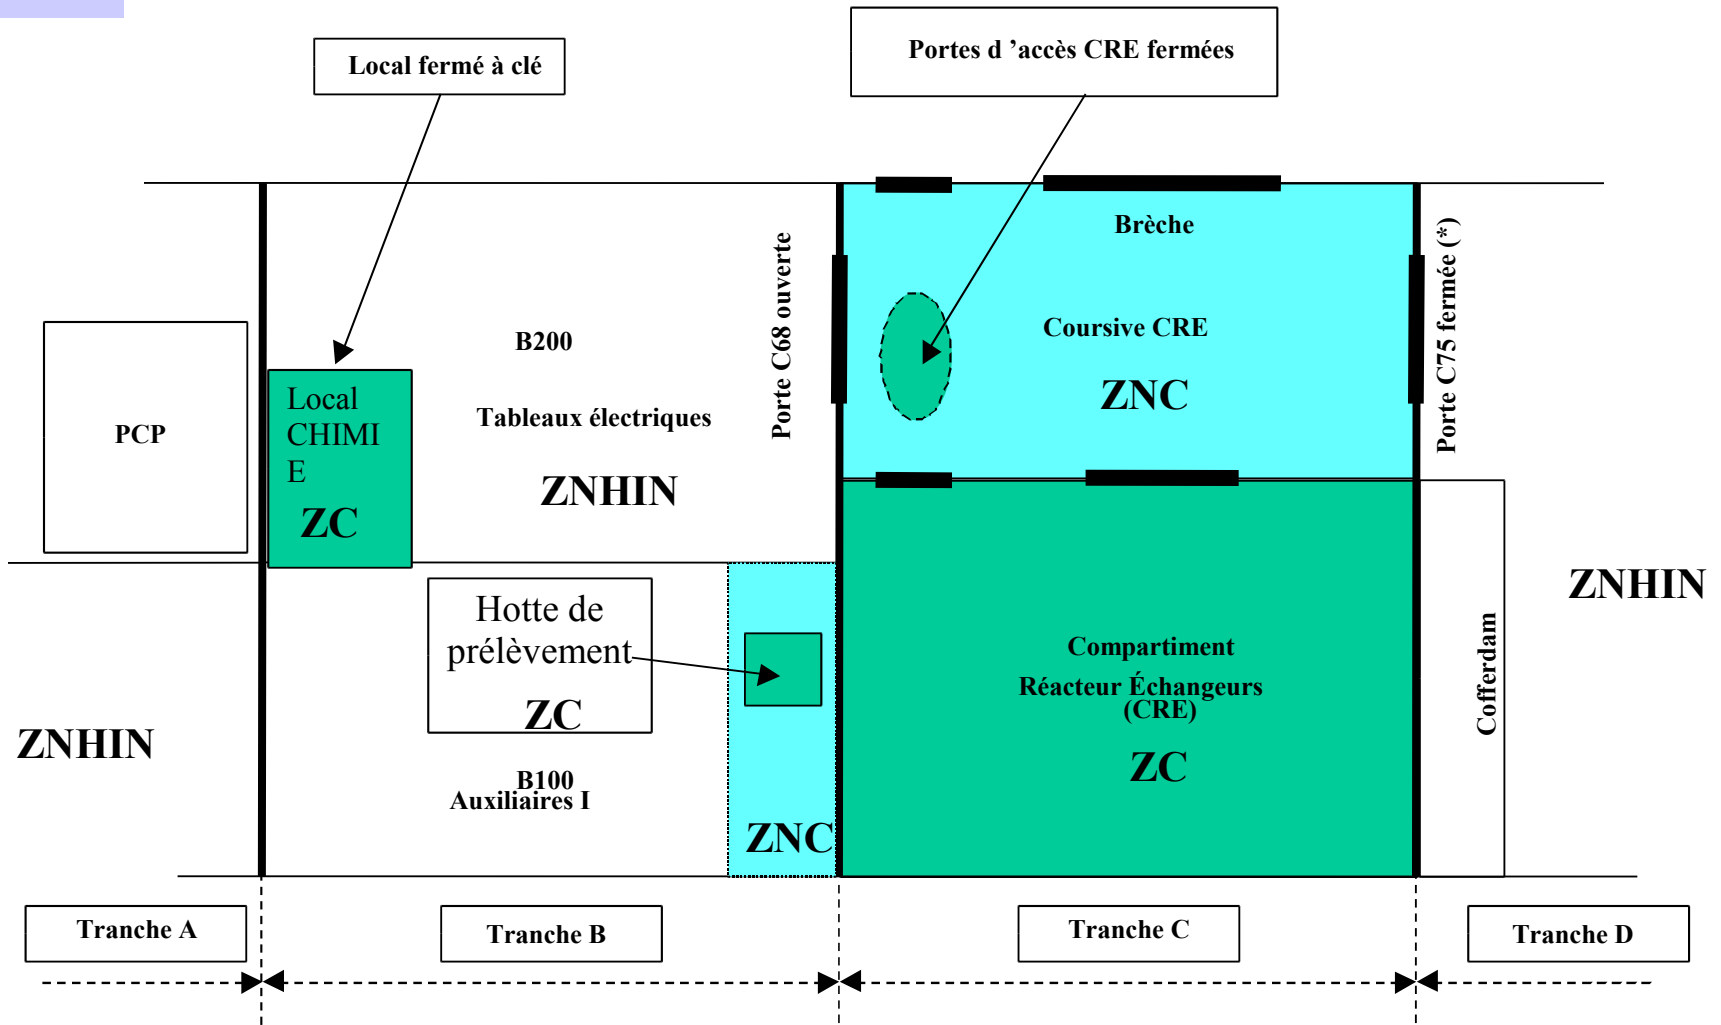 Local fermé à clé
Portes d ’accès CRE fermées
Brèche
Porte C68 ouverte
Porte C75 fermée (*)
B200
Coursive CRE
Local
CHIMI
E
ZC
PCP
Tableaux électriques
ZNC
ZNHIN
ZNHIN
Hotte de
prélèvement
ZC
Compartiment
Réacteur Échangeurs
(CRE)
ZC
Cofferdam
ZNHIN
B100
Auxiliaires I
ZNC
Tranche A
Tranche B
Tranche C
Tranche D